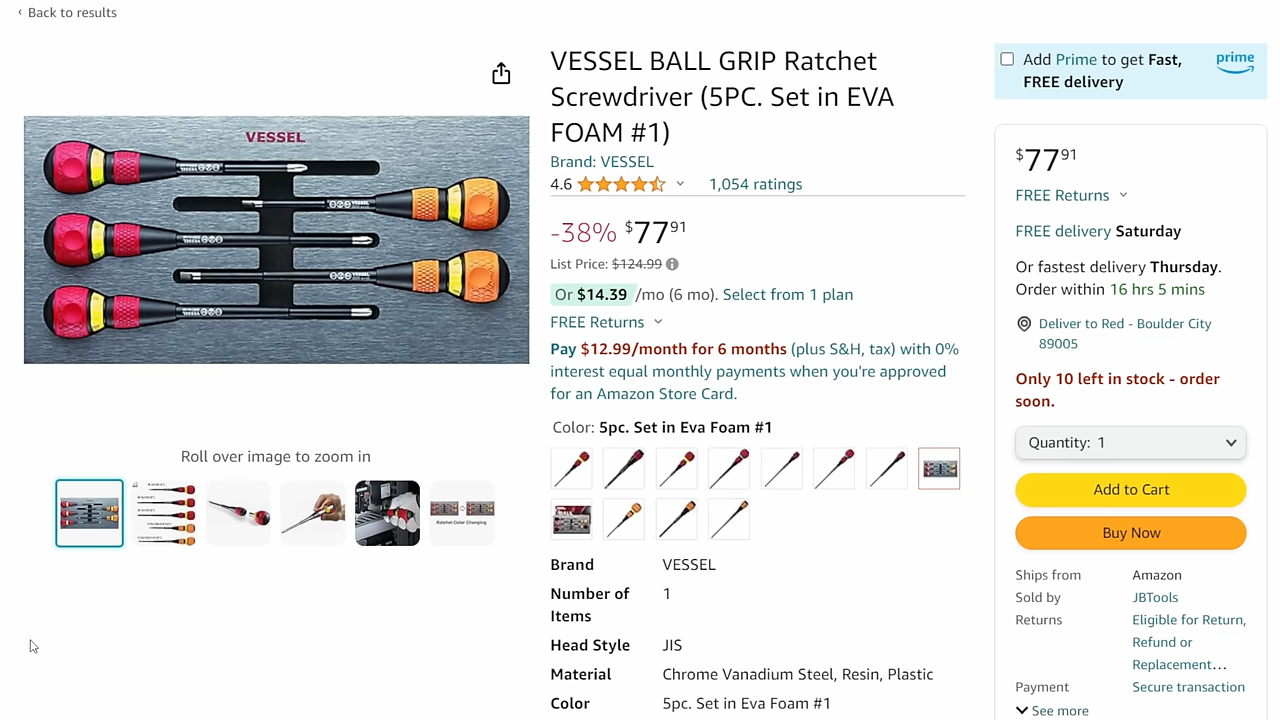 ‹ Back to results
VESSEL
Roll over image to zoom in
Ratchet Color Changing
VESSEL BALL GRIP Ratchet
Screwdriver (5PC. Set in EVA
FOAM #1)
Brand: VESSEL
4.6 1,054 ratings
-38% $77 91
List Price: $124.99
Or $14.39 /mo (6 mo). Select from 1 plan
FREE Returns
Pay $12.99/month for 6 months (plus S&H, tax) with 0%
interest equal monthly payments when you're approved
for an Amazon Store Card.
Color: 5pc. Set in Eva Foam #1
Brand VESSEL
Number of 1
Items
Head Style JIS
Material Chrome Vanadium Steel, Resin, Plastic
Color 5pc. Set in Eva Foam #1
Add Prime to get Fast, prime
FREE delivery
$77 91
FREE Returns
FREE delivery Saturday
Or fastest delivery Thursday.
Order within 16 hrs 5 mins
Deliver to Red - Boulder City
89005
Only 10 left in stock - order
soon.
Quantity: 1
Add to Cart
Buy Now
Ships from Amazon
Sold by JBTools
Returns Eligible for Return,
Refund or
Replacement…
Payment Secure transaction
See more